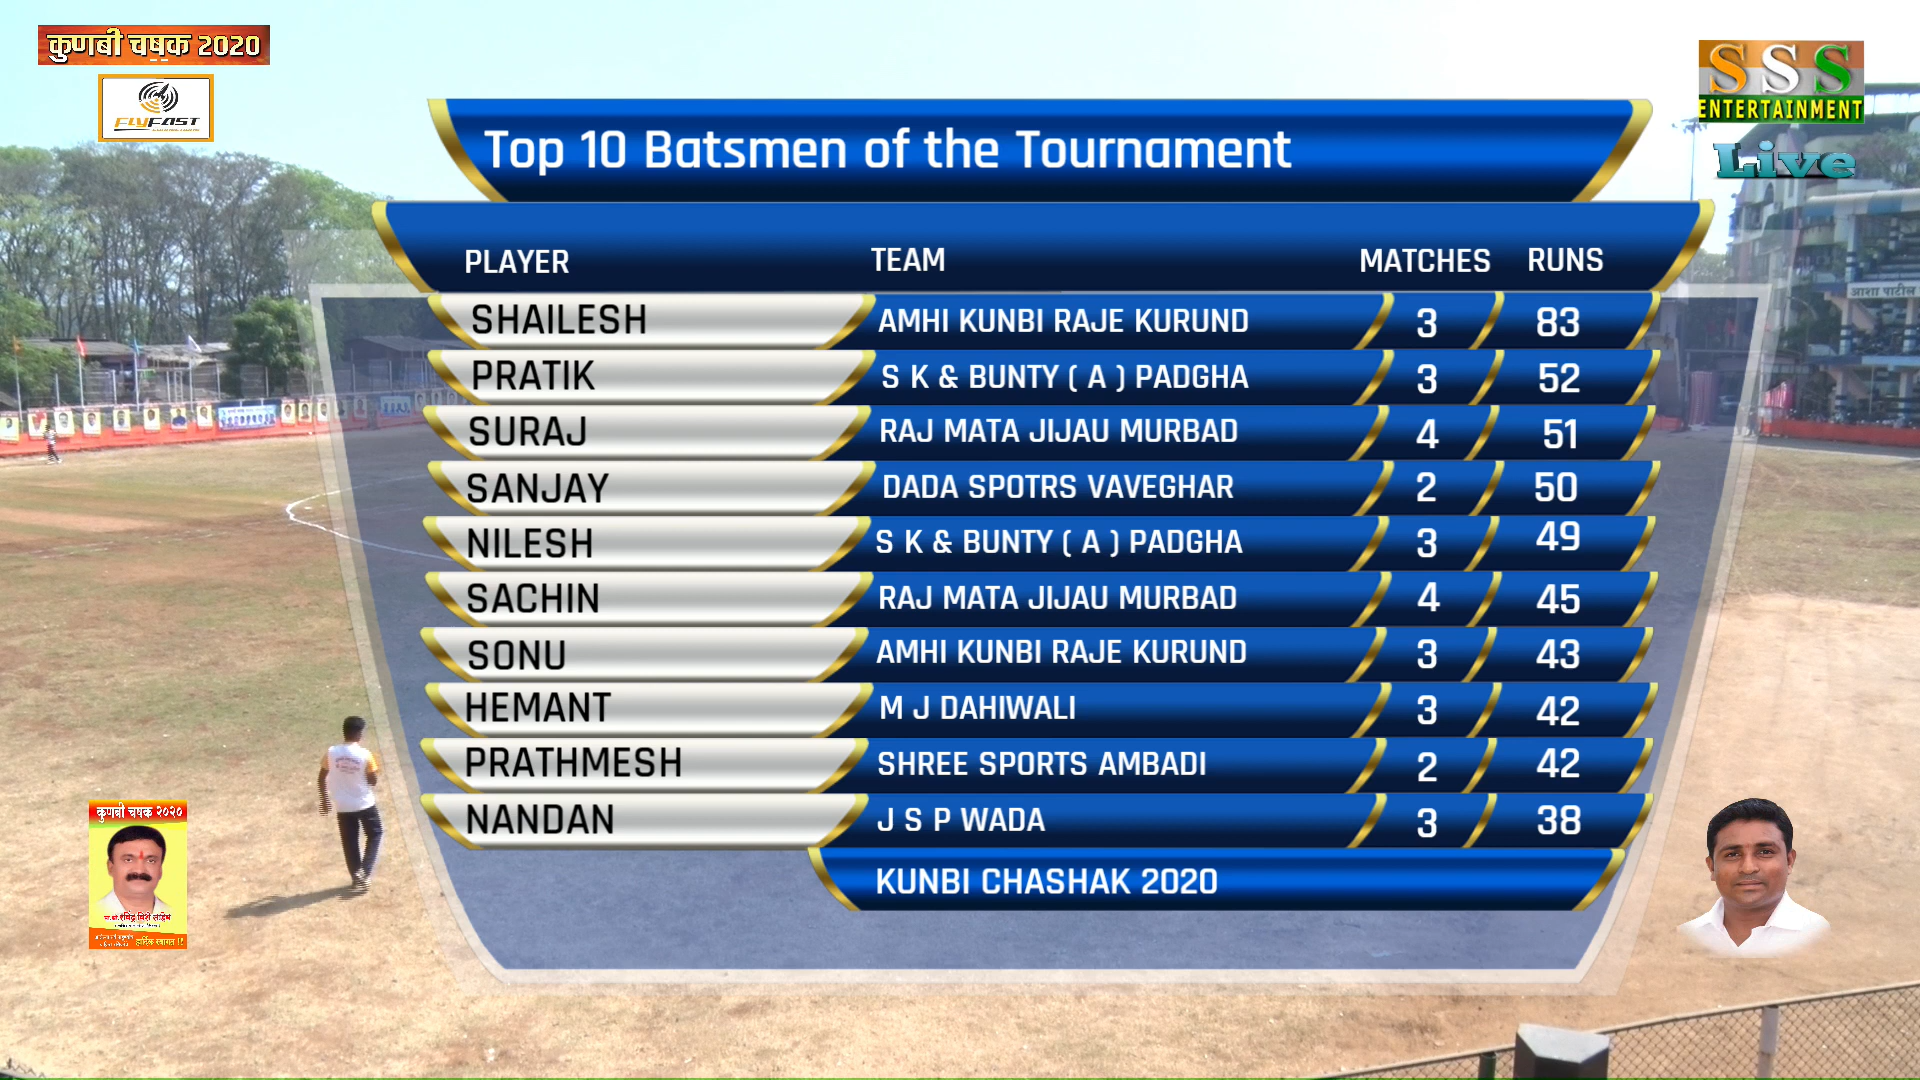 कुणबी चषक 2020
FLYFAST
SSS
ENTERTAINMENT
Live
Top 10 Batsmen of the Tournament
PLAYER TEAM MATCHES RUNS
SHAILESH AMHI KUNBI RAJE KURUND 3 83
PRATIK S K & BUNTY ( A ) PADGHA 3 52
SURAJ RAJ MATA JIJAU MURBAD 4 51
SANJAY DADA SPOTRS VAVEGHAR 2 50
NILESH S K & BUNTY ( A ) PADGHA 3 49
SACHIN RAJ MATA JIJAU MURBAD 4 45
SONU AMHI KUNBI RAJE KURUND 3 43
HEMANT M J DAHIWALI 3 42
PRATHMESH SHREE SPORTS AMBADI 2 42
NANDAN J S P WADA 3 38
KUNBI CHASHAK 2020
आशा पाटील
कुणबी चषक २०२०
हार्दिक स्वागत !!